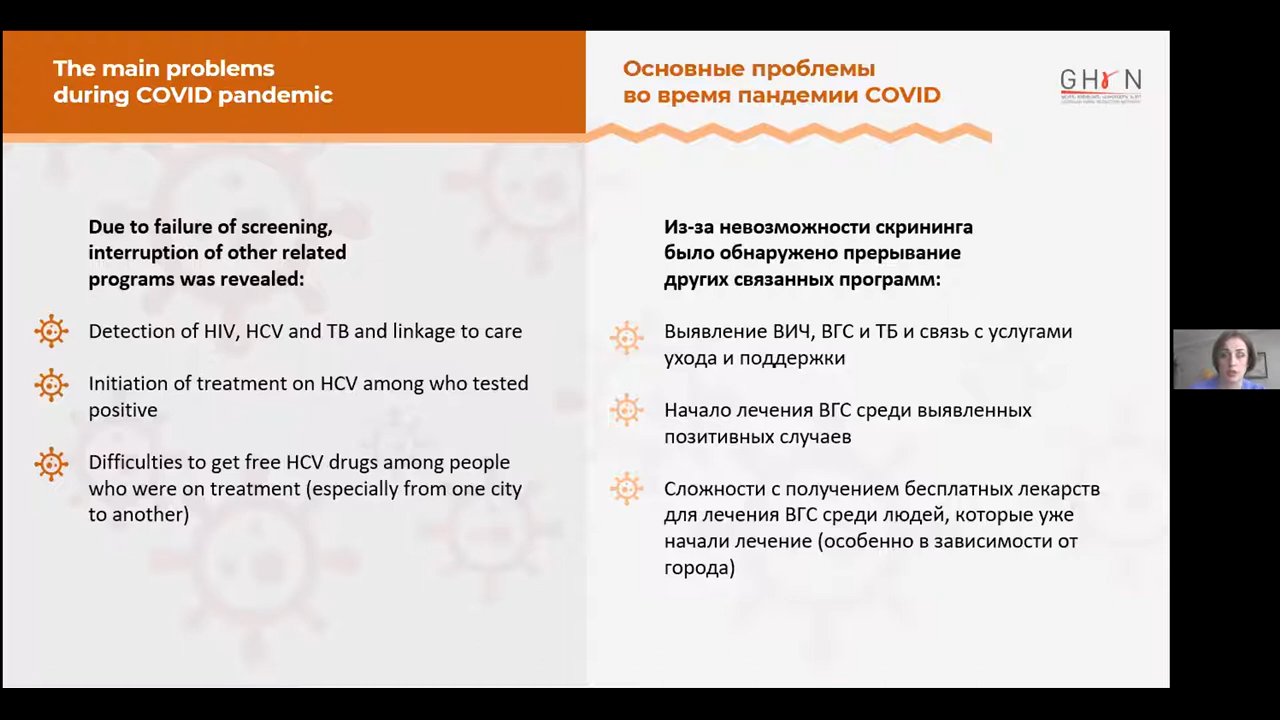 The main problems
during COVID pandemic
Due to failure of screening,
interruption of other related
programs was revealed:
Detection of HIV, HCV and TB and linkage to care
Initiation of treatment on HCV among who tested
positive
Difficulties to get free HCV drugs among people
who were on treatment (especially from one city
to another)
Основные проблемы
во время пандемии COVID
GHRN
Из-за невозможности скрининга
было обнаружено прерывание
других связанных программ:
Выявление ВИЧ, ВГС и ТБ и связь с услугами
ухода и поддержки
Начало лечения ВГС среди выявленных
позитивных случаев
Сложности с получением бесплатных лекарств
для лечения ВГС среди людей, которые уже
начали лечение (особенно в зависимости от
города)